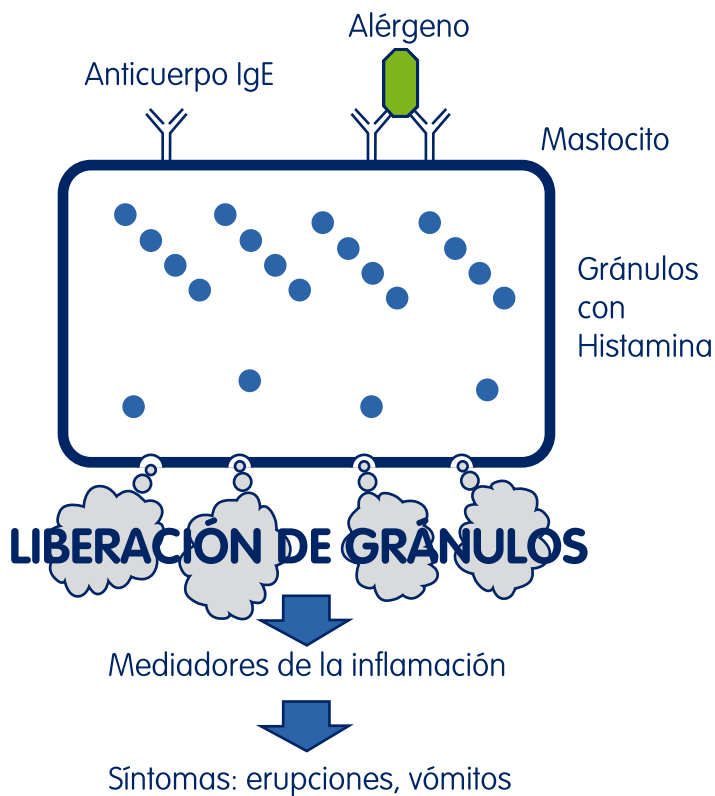 Alérgeno
Anticuerpo IgE
Mastocito
Gránulos
con
Histamina
LIBERACIÓN DE GRÁNULOS
Mediadores de la inflamación
Síntomas: erupciones, vómitos